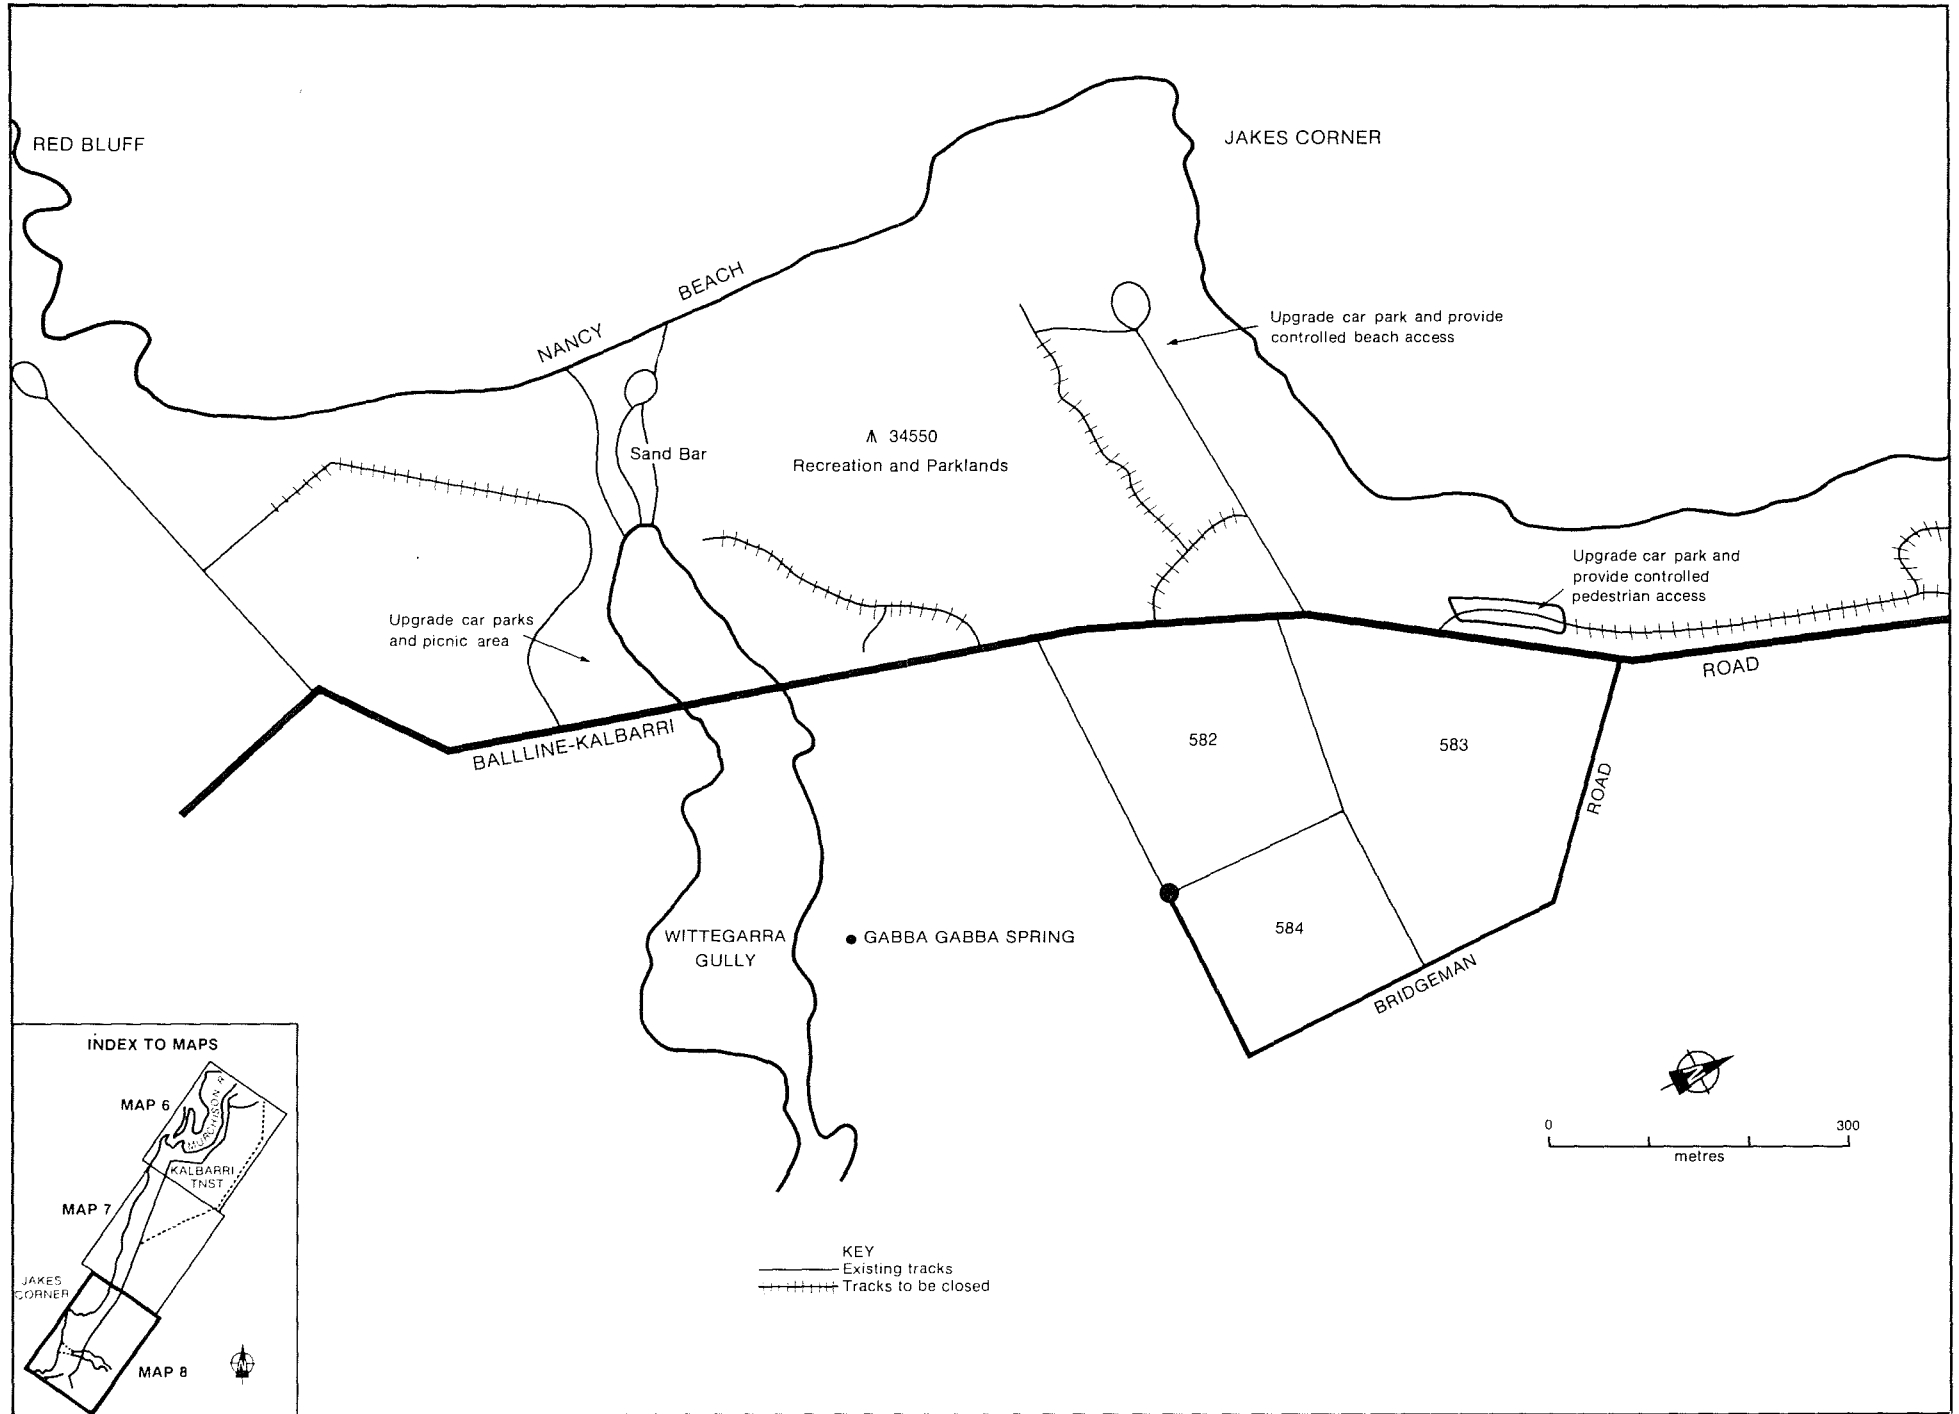 RED BLUFF
JAKES CORNER
NANCY BEACH
Upgrade car park and provide
controlled beach access
Sand Bar
34550
Recreation and Parklands
Upgrade car park and
provide controlled
pedestrian access
Upgrade car parks
and picnic area
BALLLINE-KALBARRI
ROAD
582
583
ROAD
584
BRIDGEMAN
WITTEGARRA
GULLY
GABBA GABBA SPRING
INDEX TO MAPS
MAP 6
MURCHISON R
KALBARRI
TNST
MAP 7
JAKES
CORNER
MAP 8
N
0 300
metres
KEY
Existing tracks
Tracks to be closed